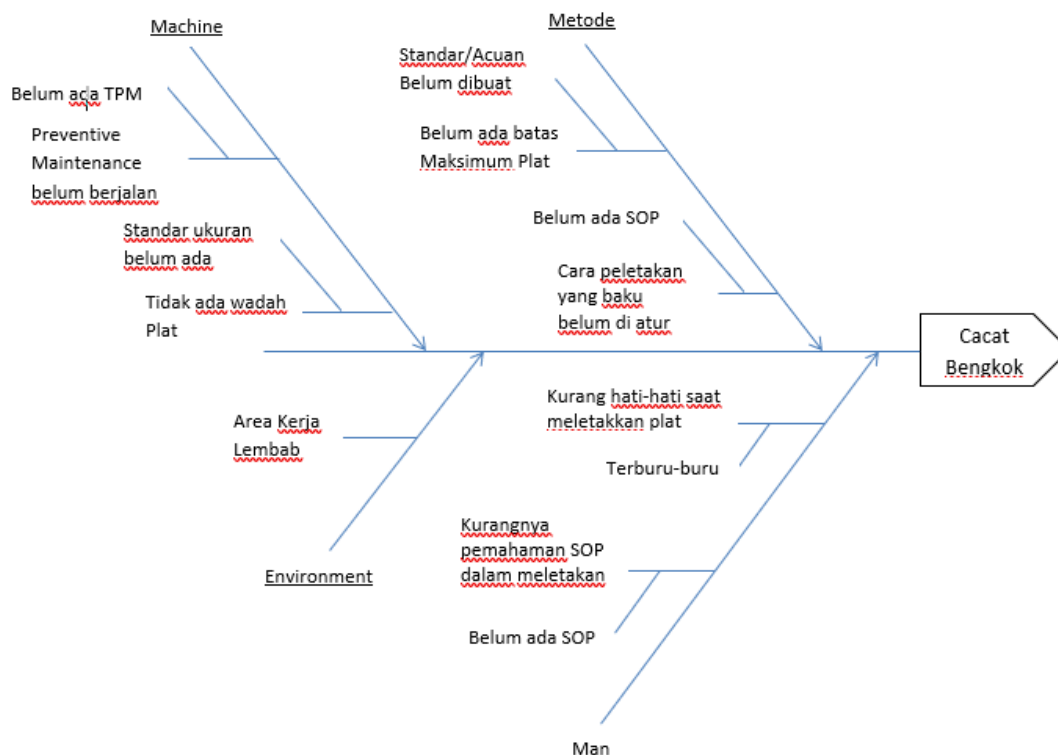 Machine
Belum ada TPM
Preventive
Maintenance
belum berjalan
Standar ukuran
belum ada
Tidak ada wadah
Plat
Metode
Standar/Acuan
Belum dibuat
Belum ada batas
Maksimum Plat
Belum ada SOP
Cara peletakan
yang baku
belum di atur
Cacat
Bengkok
Area Kerja
Lembab
Environment
Kurang hati-hati saat
meletakkan plat
Terburu-buru
Kurangnya
pemahaman SOP
dalam meletakan
Belum ada SOP
Man